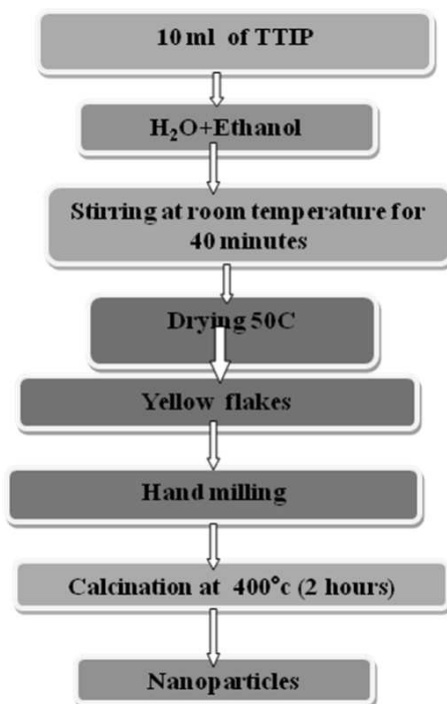 10 ml of TTIP
H₂O+Ethanol
Stirring at room temperature for
40 minutes
Drying 50C
Yellow flakes
Hand milling
Calcination at 400°c (2 hours)
Nanoparticles